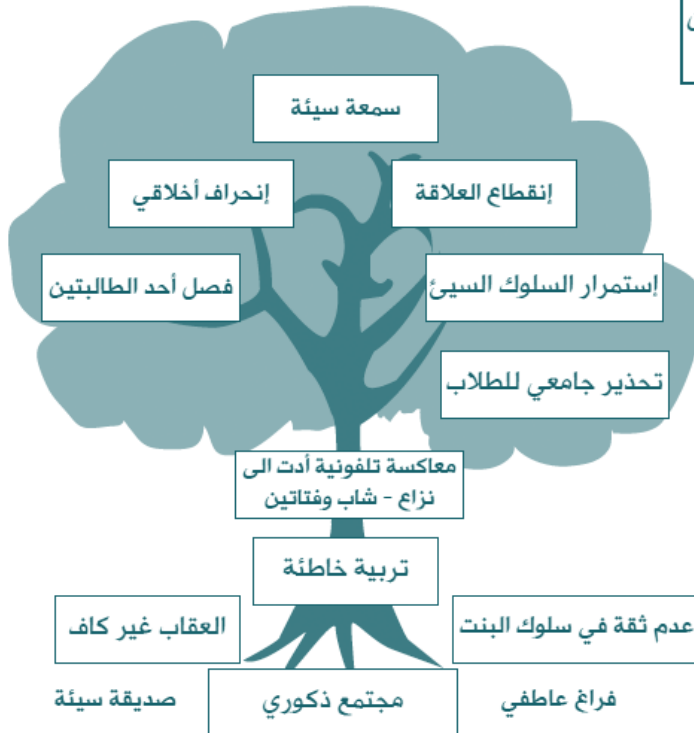 سمعة سيئة
إنقطاع العلاقة
إنحراف أخلاقي
إستمرار السلوك السيئ
فصل أحد الطالبتين
تحذير جامعي للطلاب
معاكسة تلفونية أدت الى
نزاع - شاب وفتاتين
تربية خاطئة
عدم ثقة في سلوك البنت
العقاب غير كاف
فراغ عاطفي
مجتمع ذكوري
صديقة سيئة